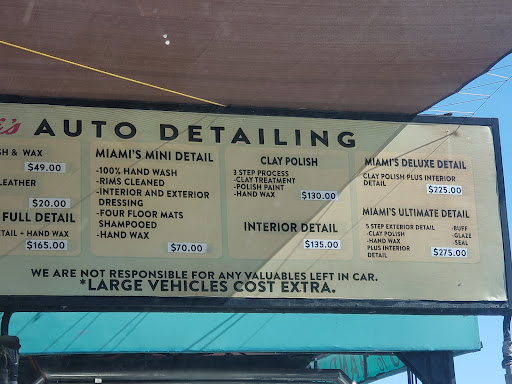 AUTO DETAILING
& WAX
$49.00
LEATHER
$20.00
FULL DETAIL
+ HAND WAX
$165.00
MIAMI'S MINI DETAIL
-100% HAND WASH
-RIMS CLEANED
-INTERIOR AND EXTERIOR
DRESSING
-FOUR FLOOR MATS
SHAMPOOED
-HAND WAX
$70.00
CLAY POLISH
3 STEP PROCESS
-CLAY TREATMENT
-POLISH PAINT
-HAND WAX
$130.00
INTERIOR DETAIL
$135.00
MIAMI'S DELUXE DETAIL
CLAY POLISH PLUS INTERIOR
DETAIL
$225.00
MIAMI'S ULTIMATE DETAIL
5 STEP EXTERIOR DETAIL -BUFF
-CLAY POLISH -GLAZE
-HAND WAX -SEAL
PLUS INTERIOR
DETAIL
$275.00
WE ARE NOT RESPONSIBLE FOR ANY VALUABLES LEFT IN CAR.
*LARGE VEHICLES COST EXTRA.